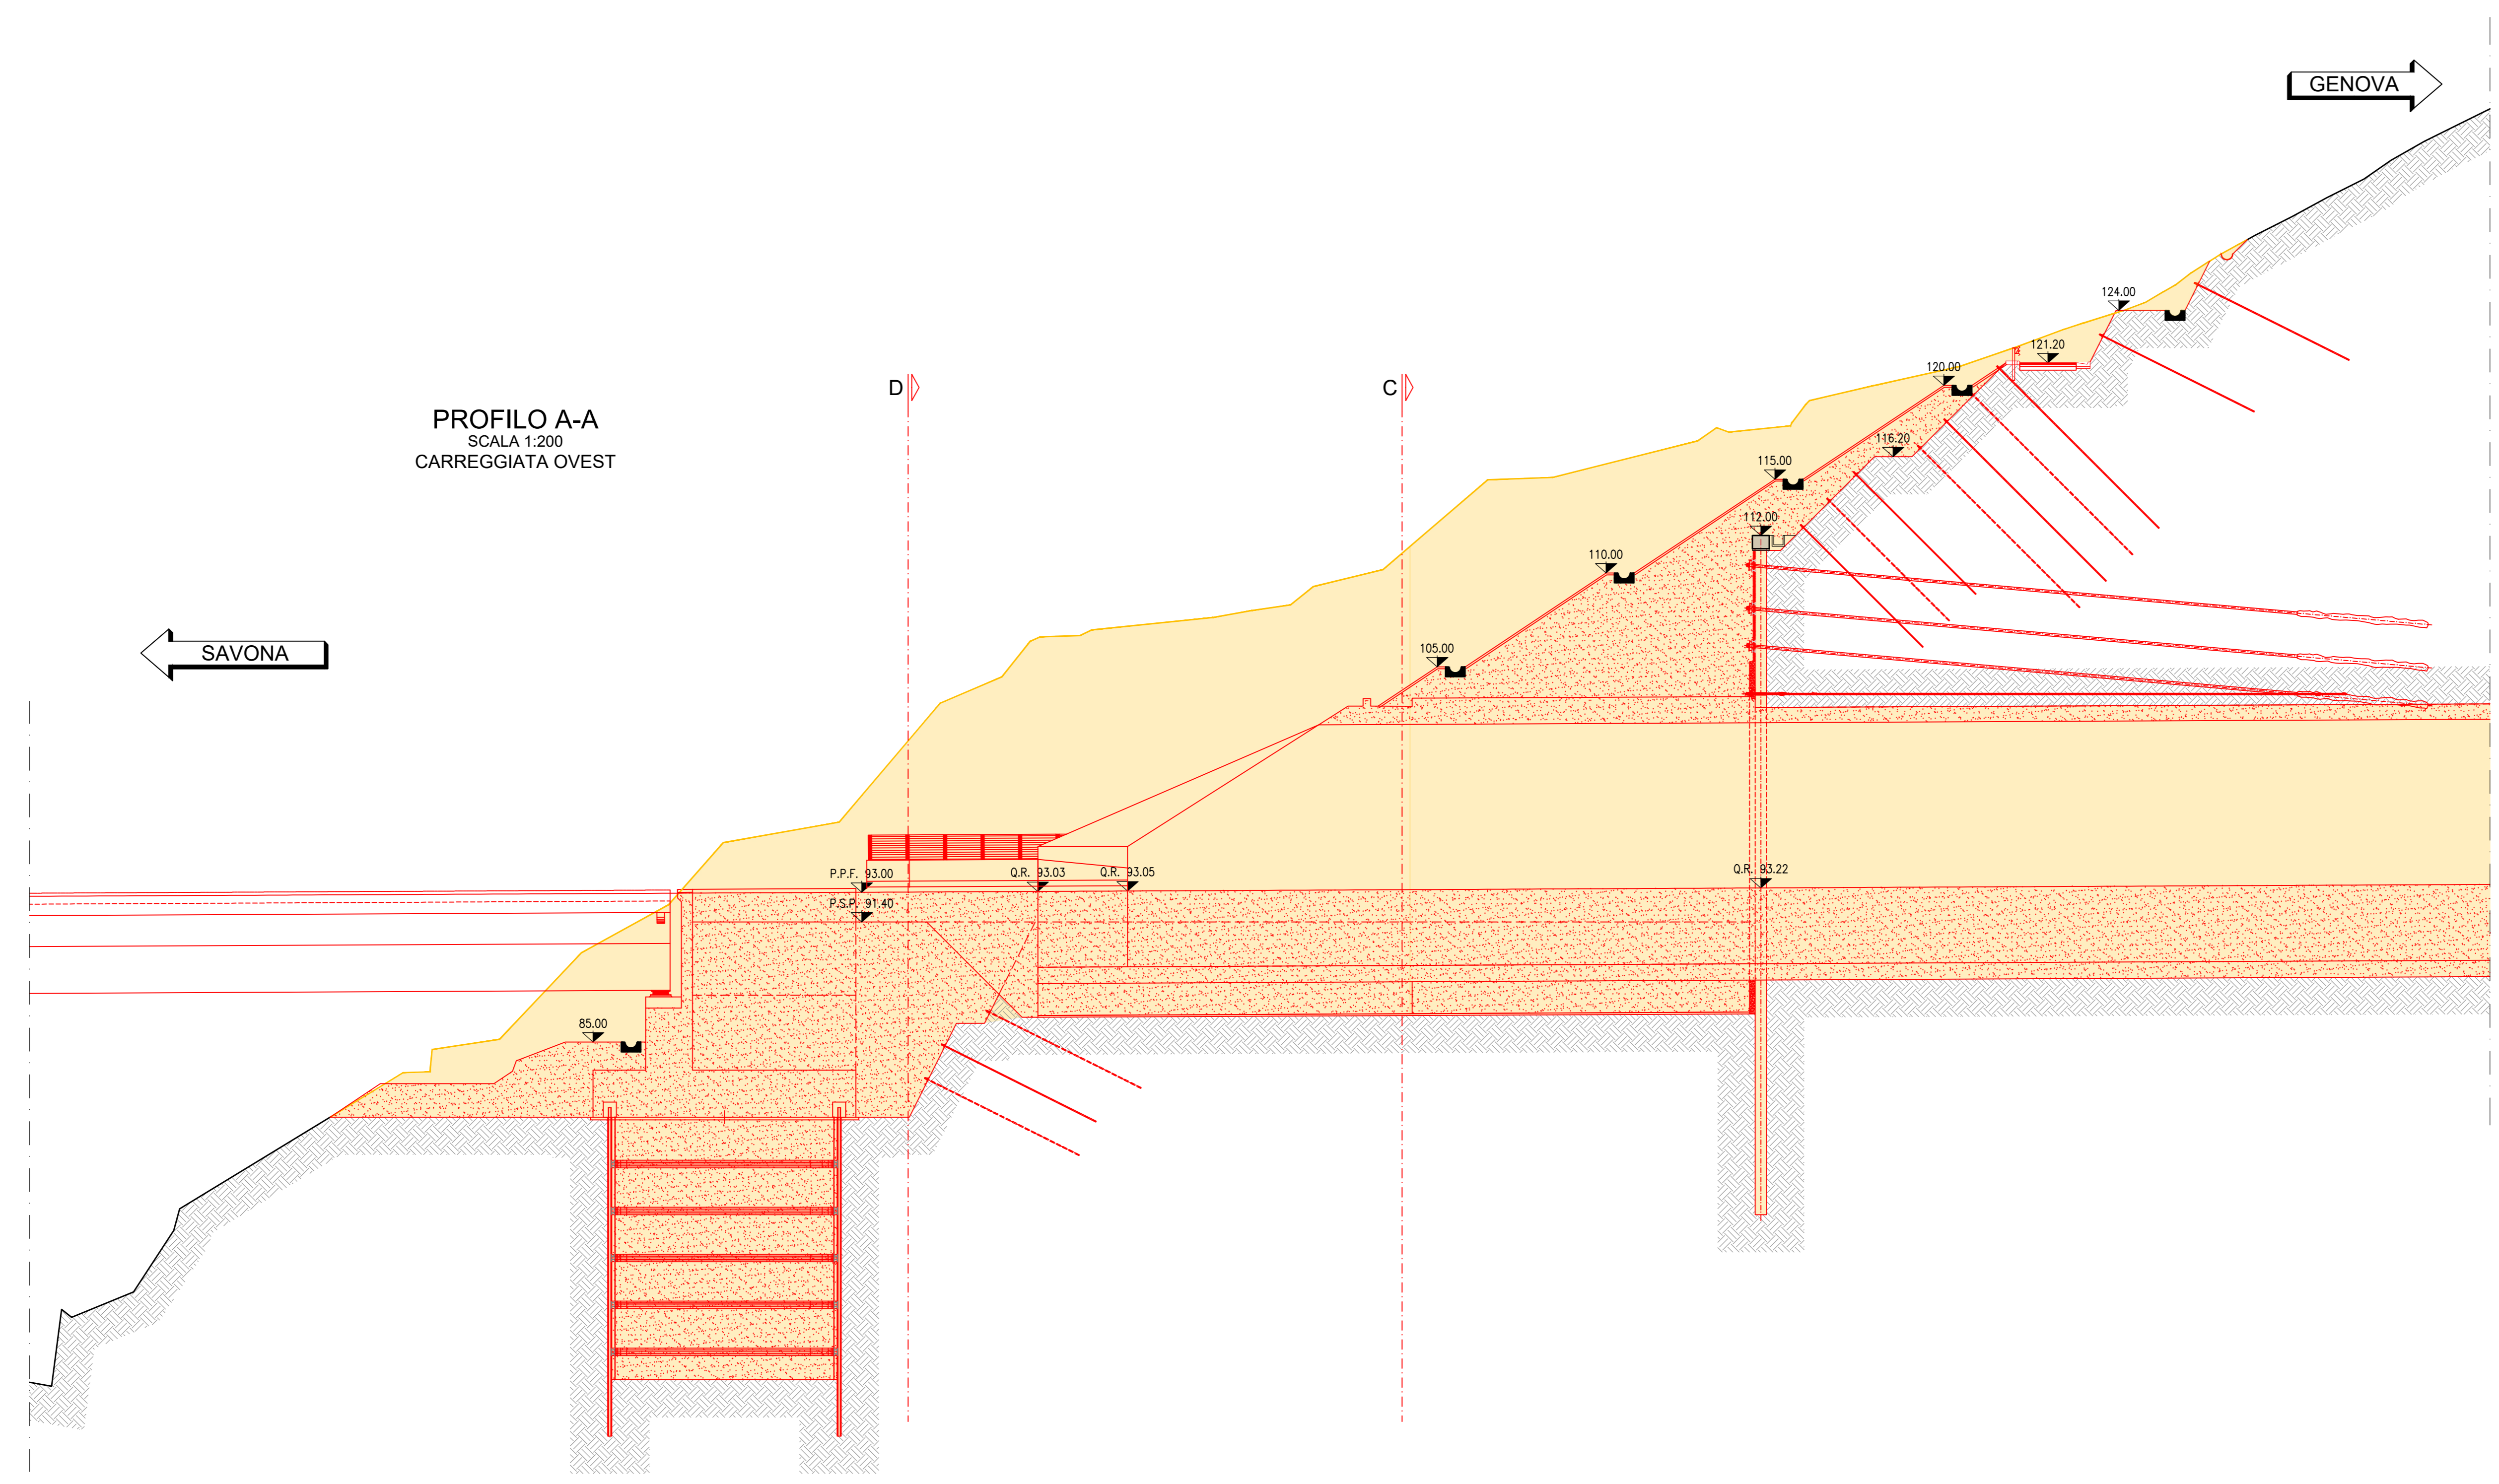 GENOVA
124.00
121.20
120.00
D
C
PROFILO A-A
SCALA 1:200
CARREGGIATA OVEST
116.20
115.00
112.00
110.00
105.00
SAVONA
P.P.F. 93.00
Q.R. 93.03
Q.R. 93.05
Q.R. 93.22
P.S.P. 91.40
85.00